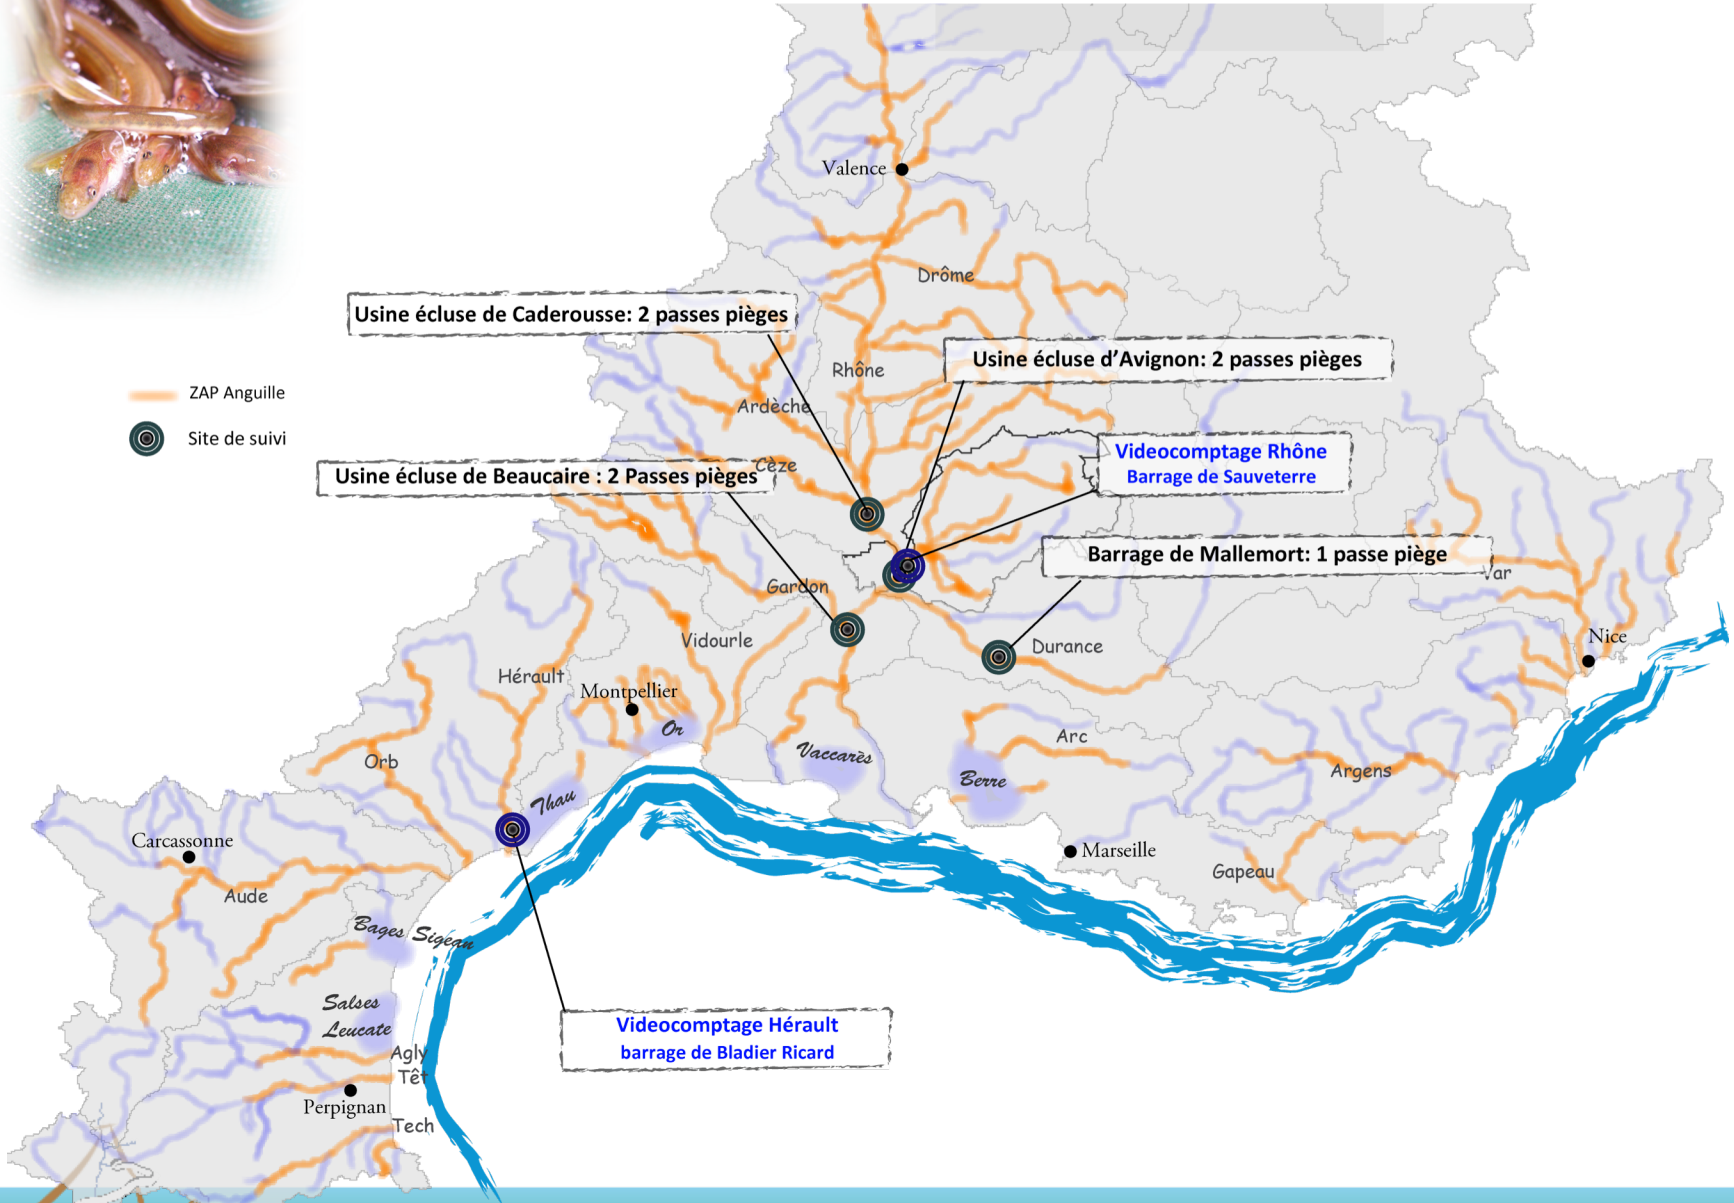 Valence
Drôme
Usine écluse de Caderousse: 2 passes pièges
Usine écluse d’Avignon: 2 passes pièges
Rhône
ZAP Anguille
Ardèche
Site de suivi
Videocomptage Rhône
Barrage de Sauveterre
Cèze
Usine écluse de Beaucaire : 2 Passes pièges
Barrage de Mallemort: 1 passe piège
Var
Gardon
Vidourle
Durance
Nice
Hérault
Montpellier
Or
Arc
Vaccarès
Orb
Berre
Argens
Thau
Carcassonne
Marseille
Gapeau
Aude
Bages Sigean
Salses
Leucate
Videocomptage Hérault
barrage de Bladier Ricard
Agly
Têt
Perpignan
Tech